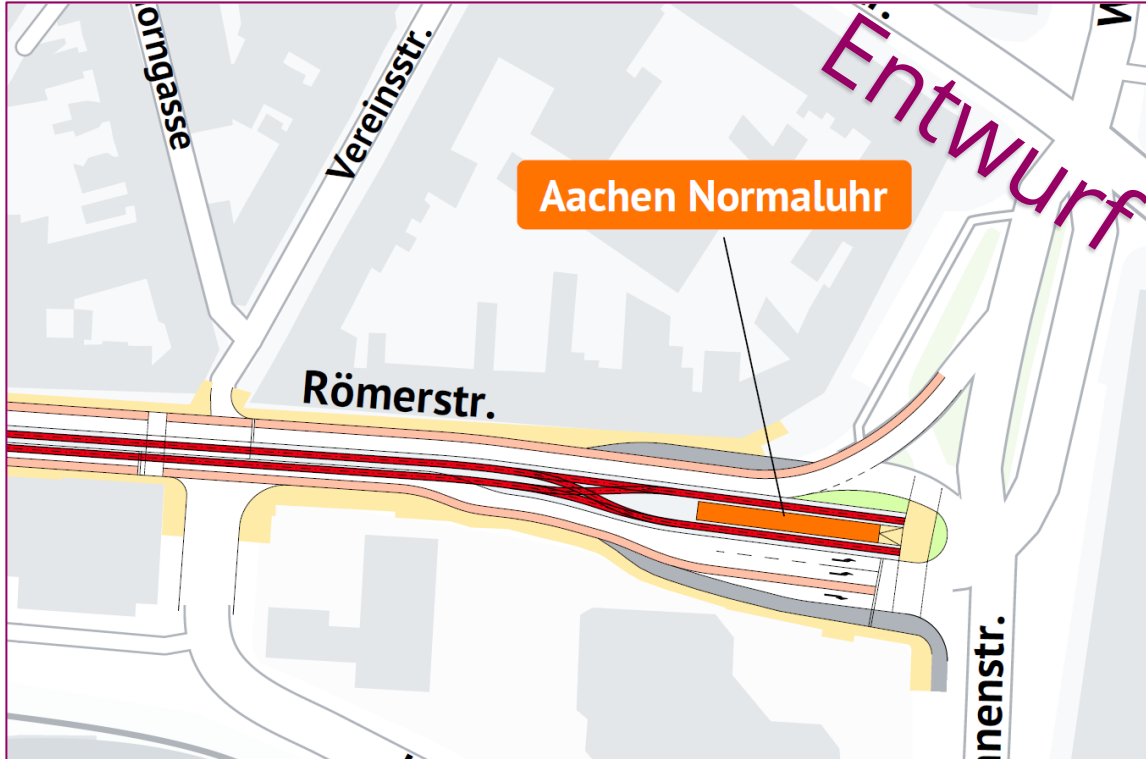 orngasse
Vereinsstr.
Entwurf
Aachen Normaluhr
Römerstr.
nenstr.